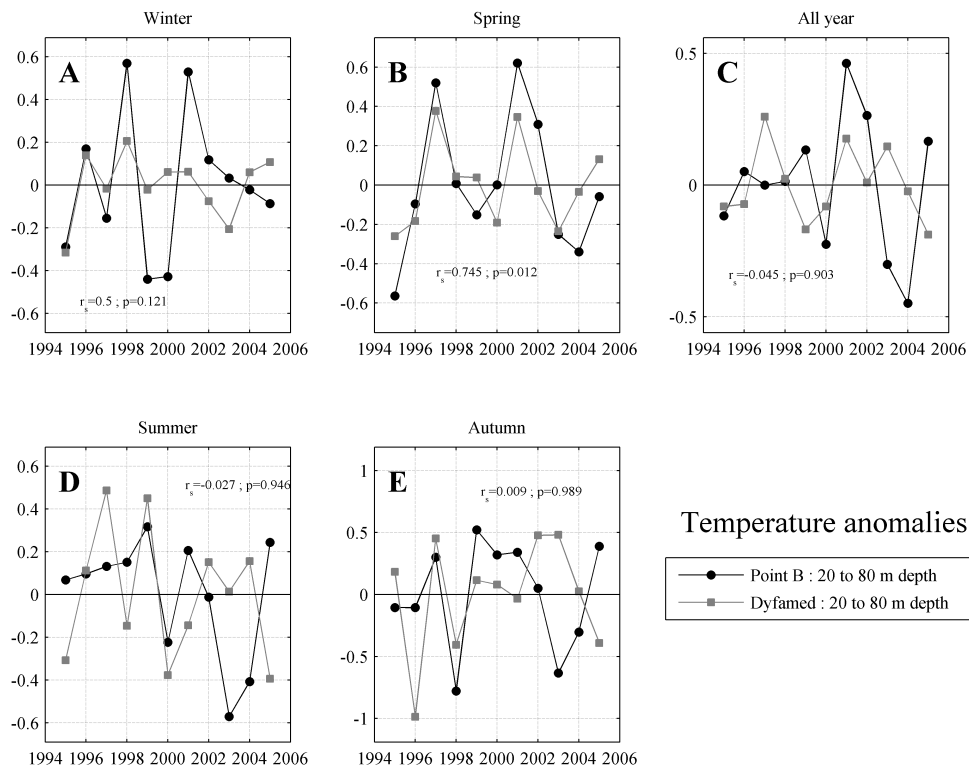 Winter
A
0.6
0.4
0.2
0
-0.2
-0.4
-0.6
r_s=0.5 ; p=0.121
1994 1996 1998 2000 2002 2004 2006
Spring
B
0.6
0.4
0.2
0
-0.2
-0.4
-0.6
r_s=0.745 ; p=0.012
1994 1996 1998 2000 2002 2004 2006
All year
C
0.5
0
-0.5
r_s=-0.045 ; p=0.903
1994 1996 1998 2000 2002 2004 2006
Summer
D
0.6
0.4
0.2
0
-0.2
-0.4
-0.6
r_s=-0.027 ; p=0.946
1994 1996 1998 2000 2002 2004 2006
Autumn
E
1
0.5
0
-0.5
-1
r_s=0.009 ; p=0.989
1994 1996 1998 2000 2002 2004 2006
Temperature anomalies
Point B : 20 to 80 m depth
Dyfamed : 20 to 80 m depth